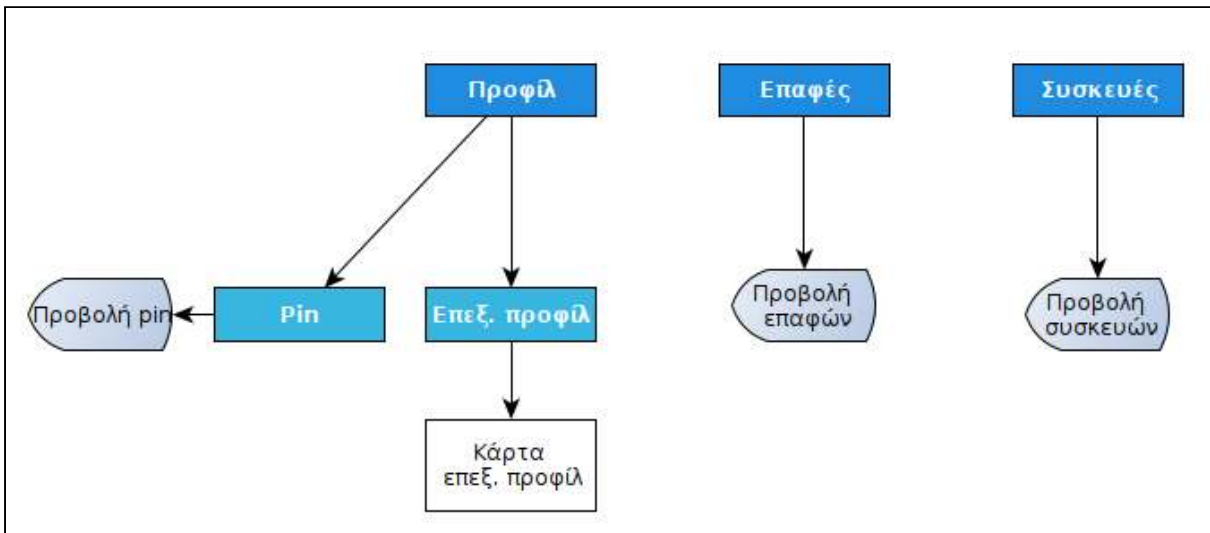 Προφίλ
Επαφές
Συσκευές
Προβολή pin
Pin
Επεξ. προφίλ
Προβολή
επαφών
Προβολή
συσκευών
Κάρτα
επεξ. προφίλ